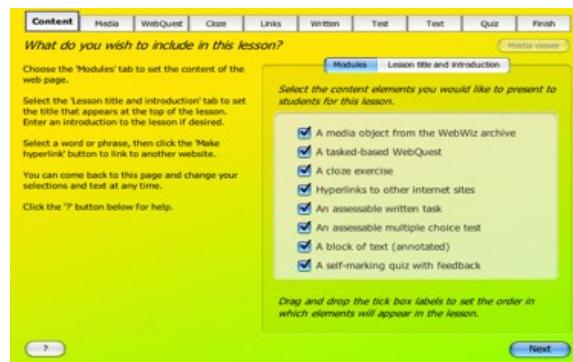 Content Media WebQuest Cloze Links Written Test Text Quiz Finish
What do you wish to include in this lesson?
Media viewer
Choose the 'Modules' tab to set the content of the
web page.
Select the 'Lesson title and introduction' tab to set
the title that appears at the top of the lesson.
Enter an introduction to the lesson if desired.
Select a word or phrase, then click the 'Make
hyperlink' button to link to another website.
You can come back to this page and change your
selections and text at any time.
Click the '?' button below for help.
Modules Lesson title and introduction
Select the content elements you would like to present to
students for this lesson.
A media object from the WebWiz archive
A tasked-based WebQuest
A cloze exercise
Hyperlinks to other internet sites
An assessable written task
An assessable multiple choice test
A block of text (annotated)
A self-marking quiz with feedback
Drag and drop the tick box labels to set the order in
which elements will appear in the lesson.
?
Next